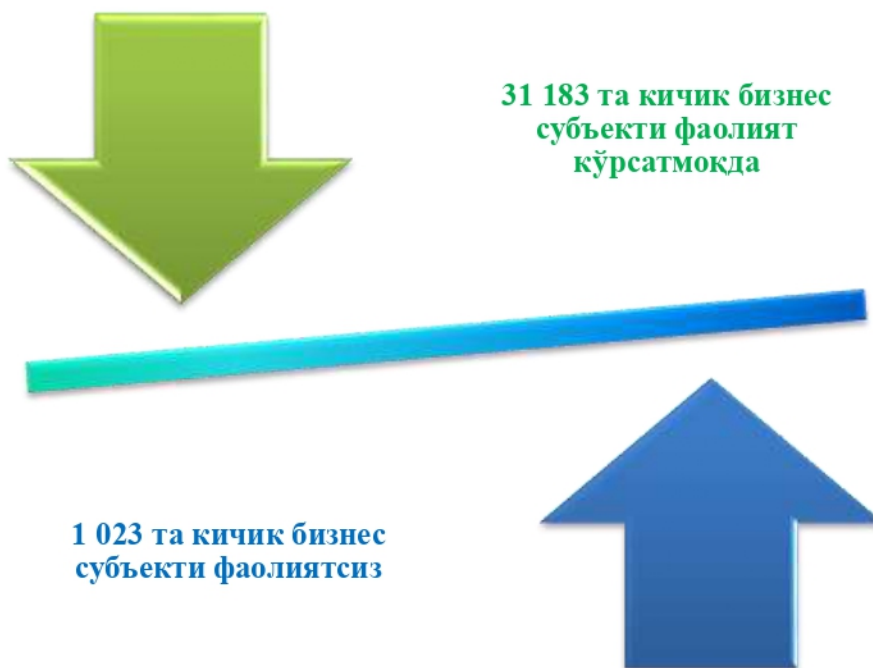 31 183 та кичик бизнес
субъекти фаолият
кўрсатмоқда
1 023 та кичик бизнес
субъекти фаолиятсиз